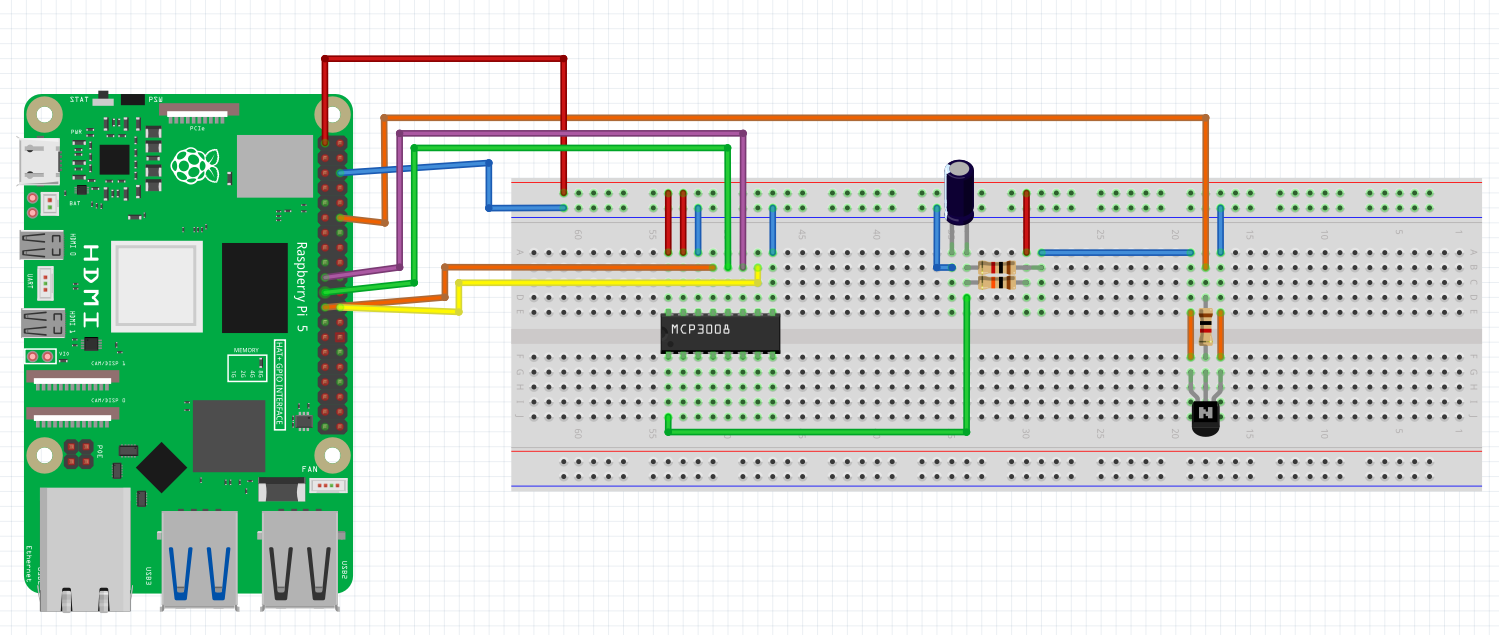 STAT
PSW
PCIe
PWR
BAT
HDMI 0
HDMI
UART
HDMI 1
VIO
CAM/DISP 1
CAM/DISP 0
MEMORY
1G
2G
4G
8G
Raspberry Pi 5
HAT+ GPIO INTERFACE
PoE
FAN
Ethernet
USB3
USB2
60
55
45
40
25
20
15
10
5
1
A
B
C
D
E
MCP3008
F
G
H
I
J
60
55
25
20
15
10
5
1
N